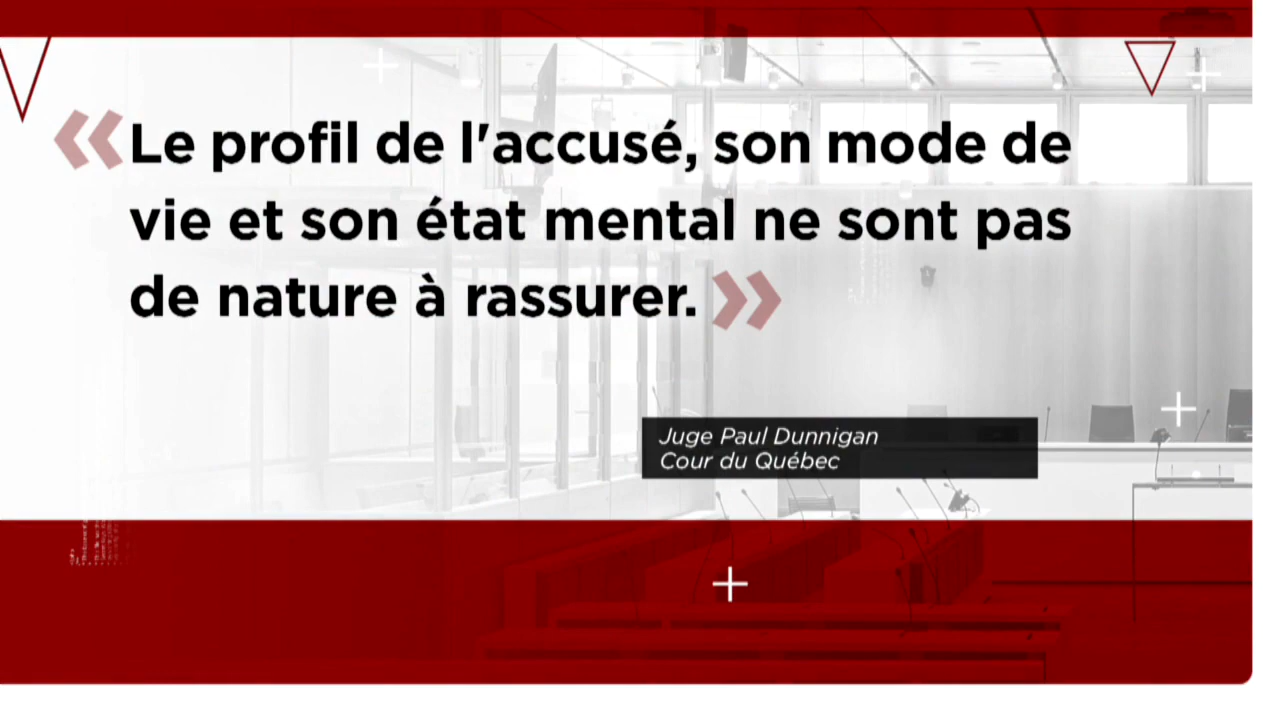 « Le profil de l'accusé, son mode de
vie et son état mental ne sont pas
de nature à rassurer. »
Juge Paul Dunnigan
Cour du Québec